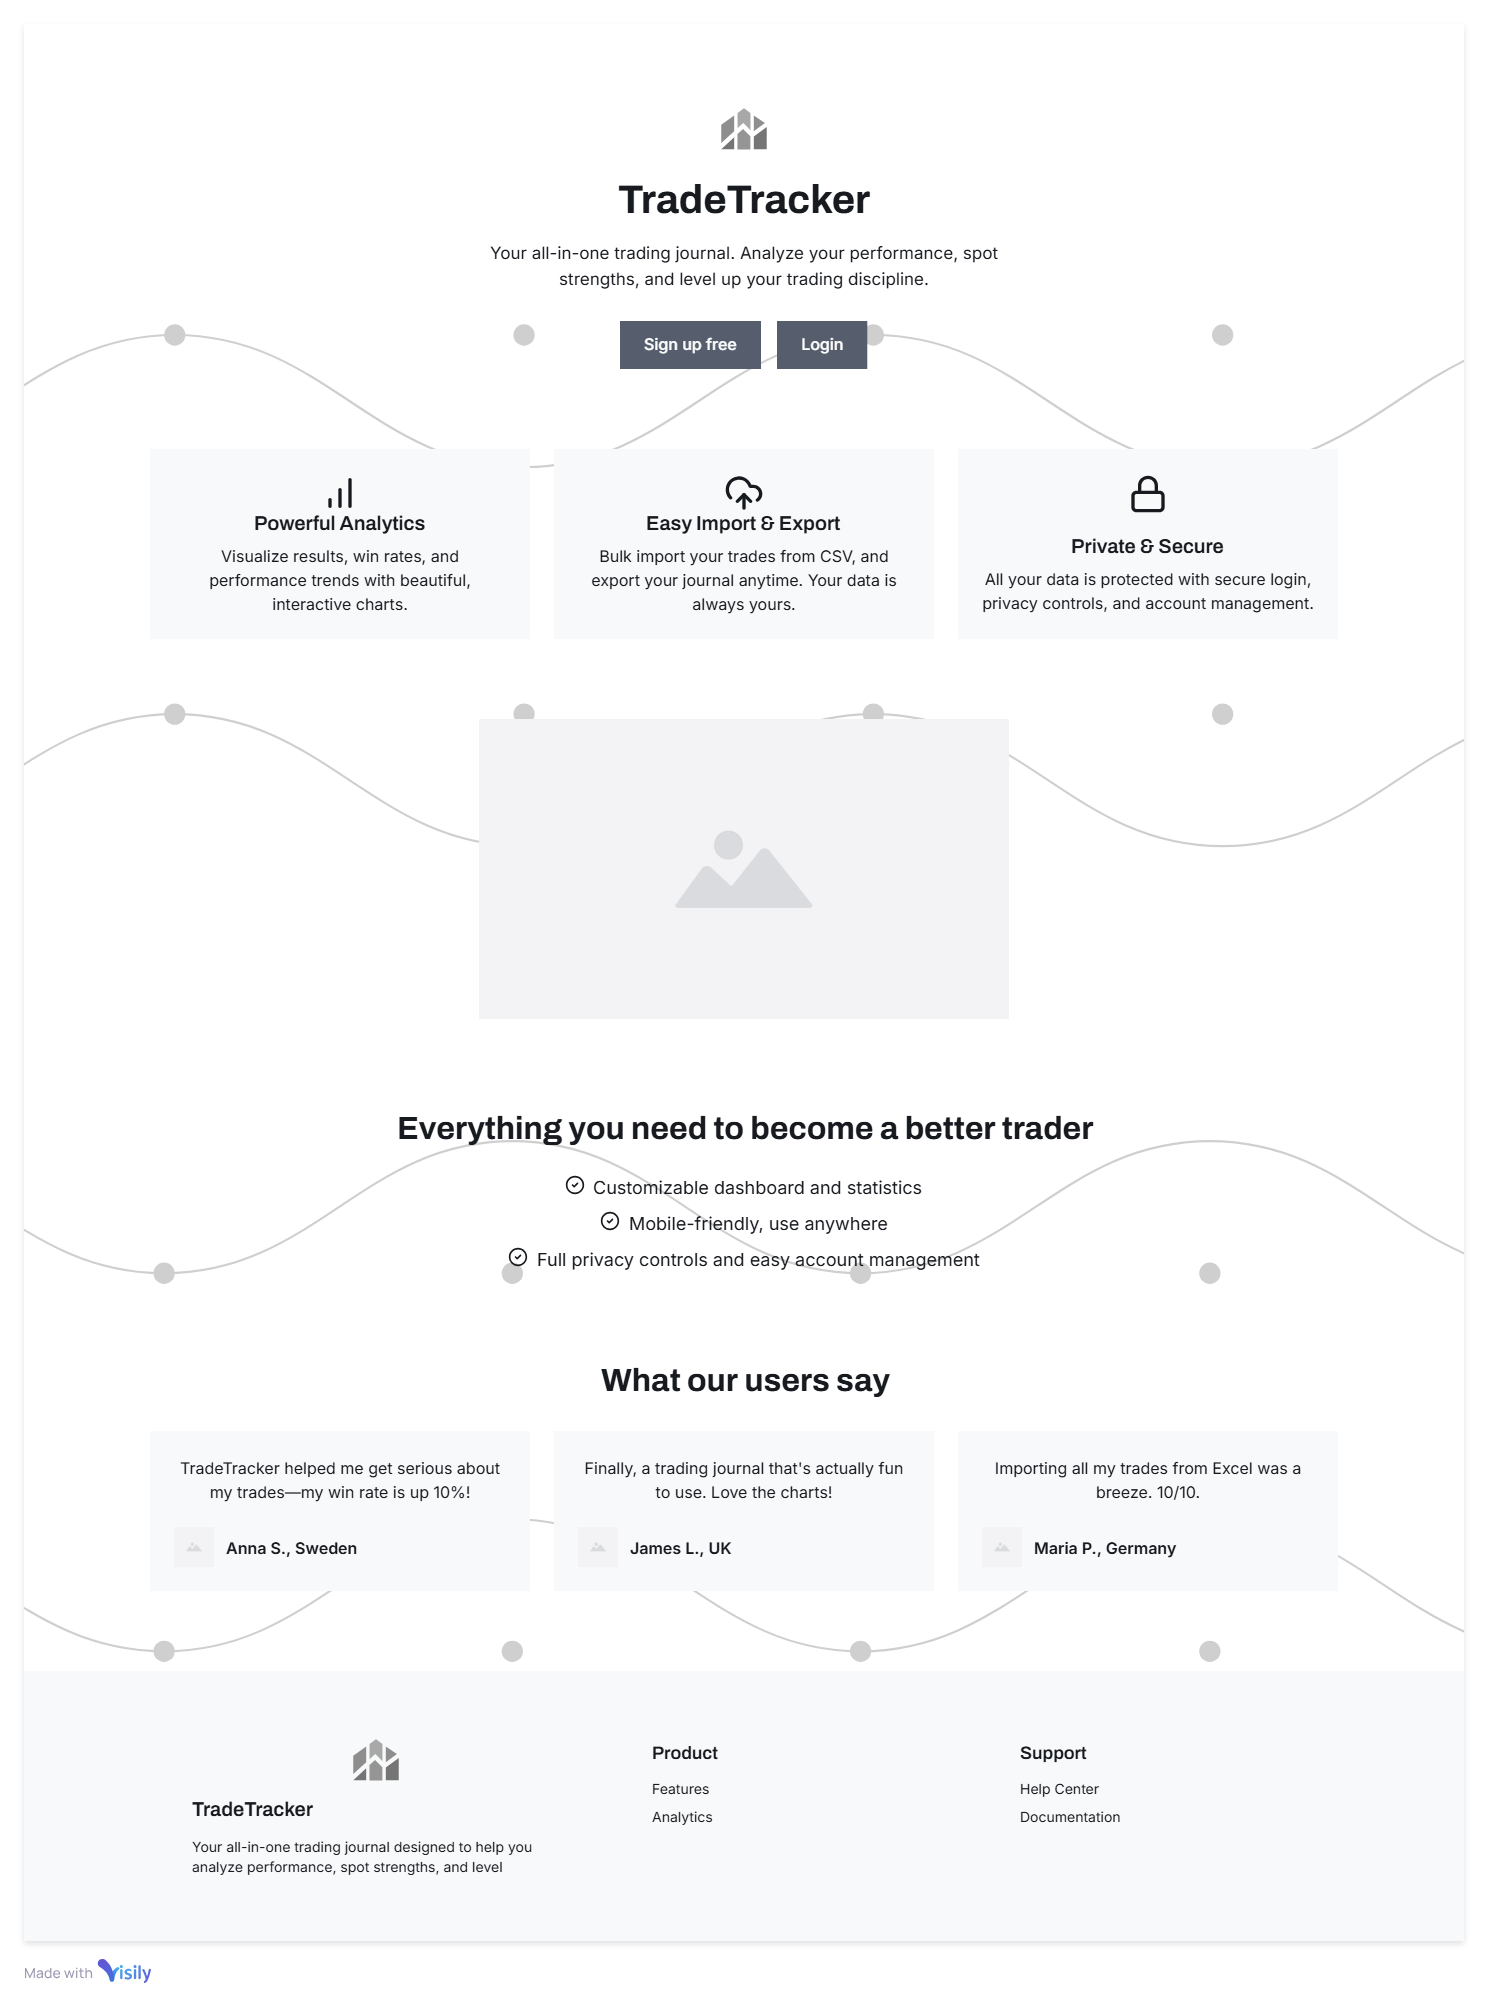 TradeTracker
Your all-in-one trading journal. Analyze your performance, spot
strengths, and level up your trading discipline.
Sign up free
Login
Powerful Analytics
Visualize results, win rates, and
performance trends with beautiful,
interactive charts.
Easy Import & Export
Bulk import your trades from CSV, and
export your journal anytime. Your data is
always yours.
Private & Secure
All your data is protected with secure login,
privacy controls, and account management.
Everything you need to become a better trader
Customizable dashboard and statistics
Mobile-friendly, use anywhere
Full privacy controls and easy account management
What our users say
TradeTracker helped me get serious about
my trades—my win rate is up 10%!
Anna S., Sweden
Finally, a trading journal that's actually fun
to use. Love the charts!
James L., UK
Importing all my trades from Excel was a
breeze. 10/10.
Maria P., Germany
TradeTracker
Your all-in-one trading journal designed to help you
analyze performance, spot strengths, and level
Product
Features
Analytics
Support
Help Center
Documentation
Made with Visily